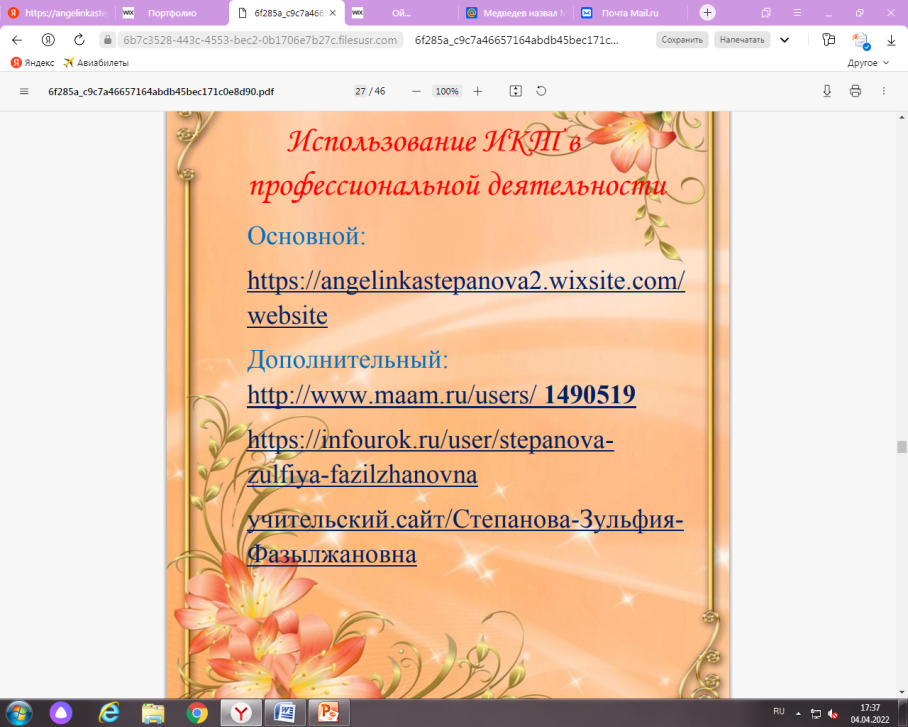 https://angelinkaste
Портфолио
6f285a_c9c7a466
Ой...
Медведев назвал
Почта Mail.ru
6b7c3528-443c-4553-bec2-0b1706e7b27c.filesusr.com
6f285a_c9c7a46657164abdb45bec171c...
Сохранить
Напечатать
Яндекс
Авиабилеты
Другое
6f285a_c9c7a46657164abdb45bec171c0e8d90.pdf
27 / 46
100%
Использование ИКТ в
профессиональной деятельности
Основной:
https://angelinkastepanova2.wixsite.com/
website
Дополнительный:
http://www.maam.ru/users/ 1490519
https://infourok.ru/user/stepanova-
zulfiya-fazilzhanovna
учительский.сайт/Степанова-Зульфия-
Фазылжановна
RU
17:37
04.04.2022